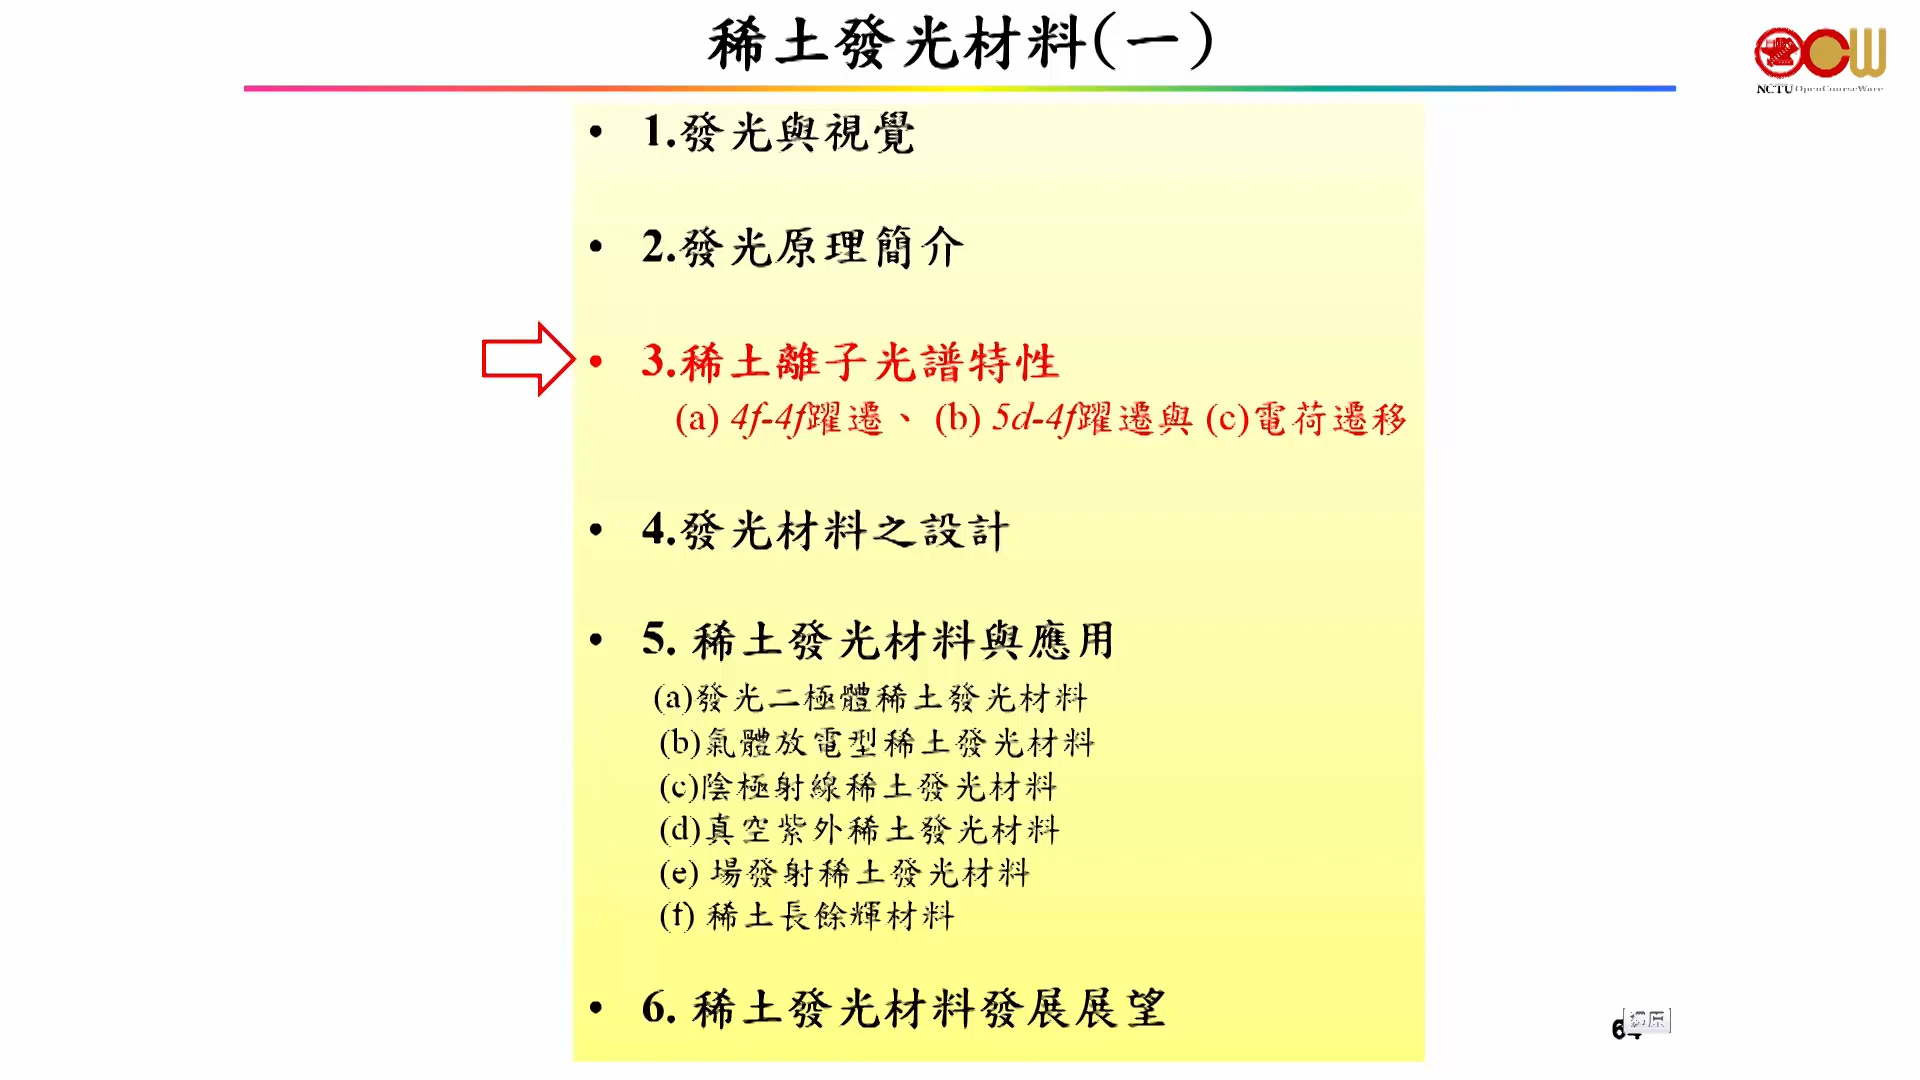 稀土發光材料(一)
NCTU OpenCourseWare
• 1.發光與視覺
• 2.發光原理簡介
• 3.稀土離子光譜特性
(a) 4f-4f躍遷、(b) 5d-4f躍遷與 (c)電荷遷移
• 4.發光材料之設計
• 5. 稀土發光材料與應用
(a)發光二極體稀土發光材料
(b)氣體放電型稀土發光材料
(c)陰極射線稀土發光材料
(d)真空紫外稀土發光材料
(e) 場發射稀土發光材料
(f) 稀土長餘輝材料
• 6. 稀土發光材料發展展望